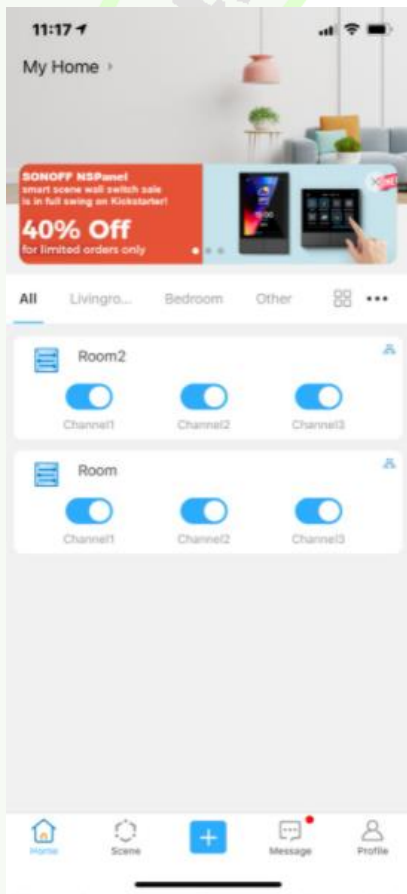 11:17
My Home
SONOFF NSPanel
smart scene wall switch sale
is in full swing on Kickstarter!
40% Off
for limited orders only
All Livingro... Bedroom Other
Room2
Channel1 Channel2 Channel3
Room
Channel1 Channel2 Channel3
Home Scene Message Profile